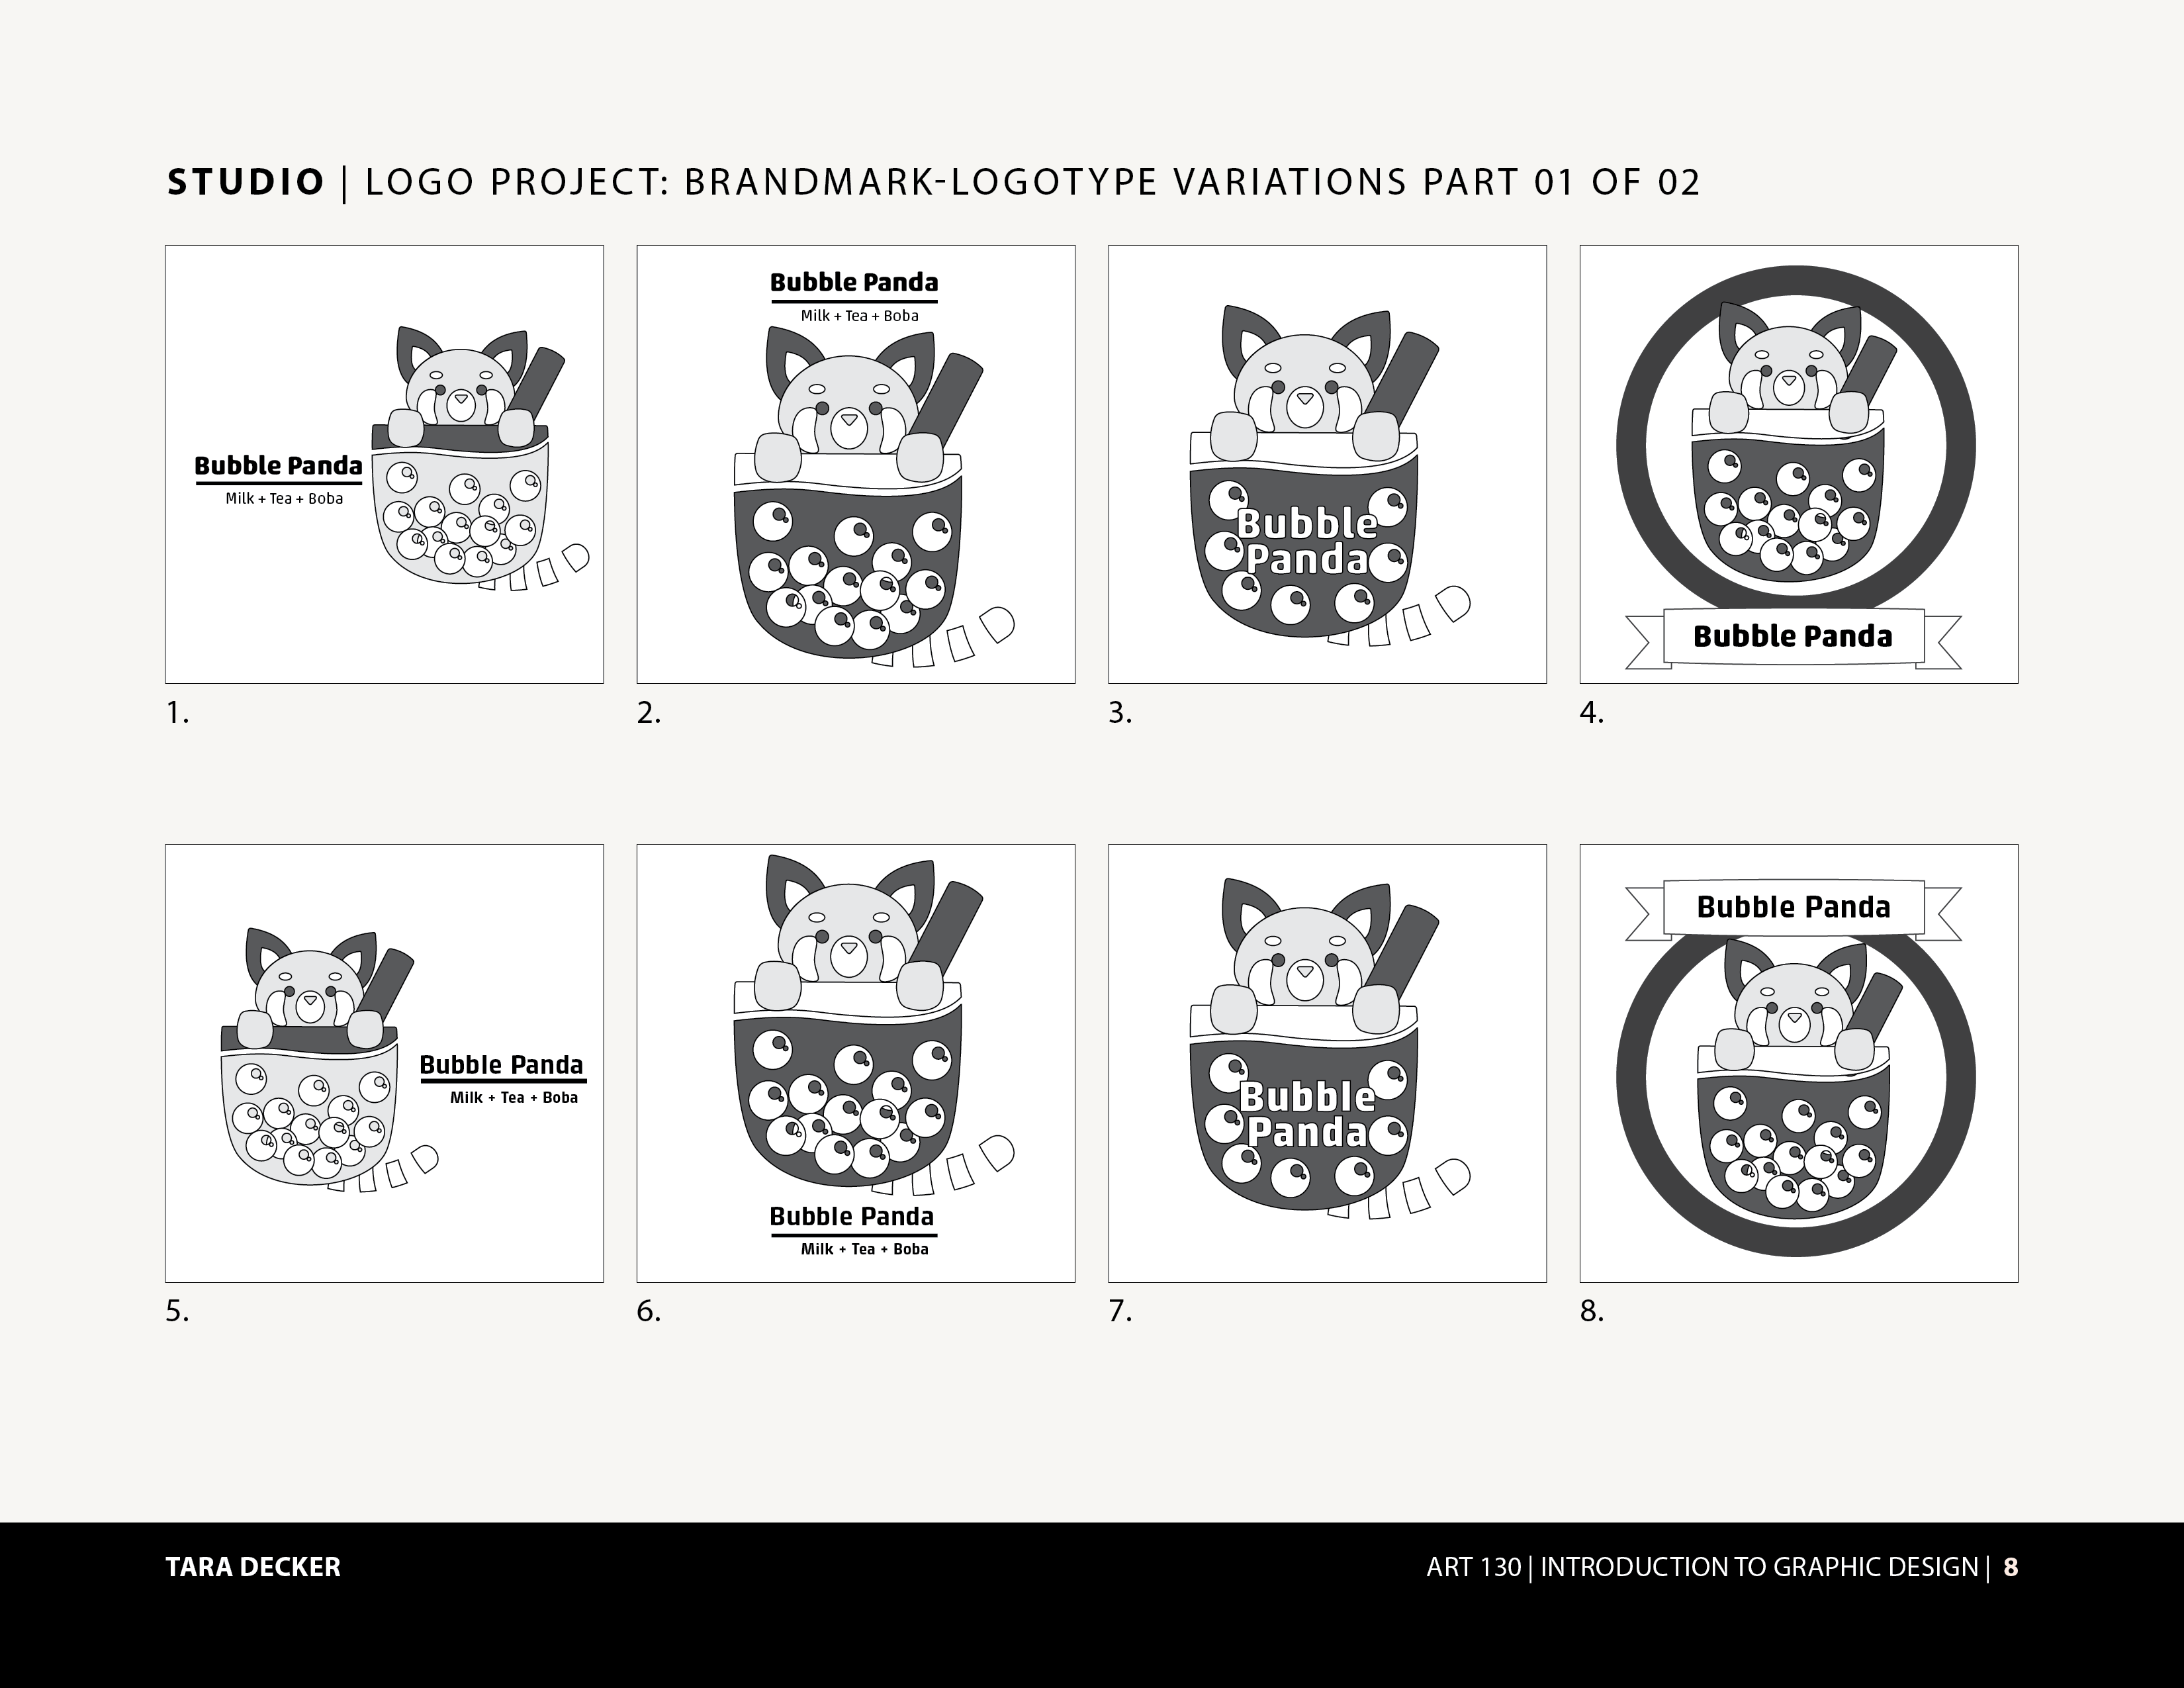 STUDIO | LOGO PROJECT: BRANDMARK-LOGOTYPE VARIATIONS PART 01 OF 02
Bubble Panda
Milk + Tea + Boba
1.
Bubble Panda
Milk + Tea + Boba
2.
Bubble
Panda
3.
Bubble Panda
4.
Bubble Panda
Milk + Tea + Boba
5.
Bubble Panda
Milk + Tea + Boba
6.
Bubble
Panda
7.
Bubble Panda
8.
TARA DECKER
ART 130 | INTRODUCTION TO GRAPHIC DESIGN | 8